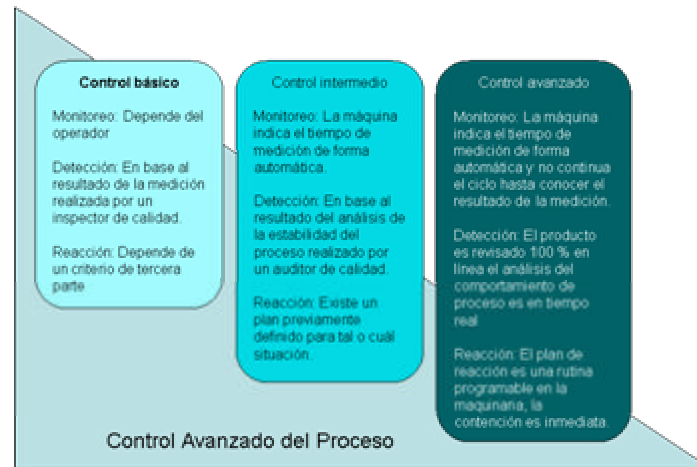 Control básico
Monitoreo: Depende del
operador
Detección: En base al
resultado de la medición
realizada por un
inspector de calidad.
Reacción: Depende de
un criterio de tercera
parte
Control intermedio
Monitoreo: La máquina
indica el tiempo de
medición de forma
automática.
Detección: En base al
resultado del análisis de
la estabilidad del
proceso realizado por
un auditor de calidad.
Reacción: Existe un
plan previamente
definido para tal o cuál
situación.
Control avanzado
Monitoreo: La máquina
indica el tiempo de
medición de forma
automática y no continua
el ciclo hasta conocer el
resultado de la medición.
Detección: El producto
es revisado 100 % en
línea el análisis del
comportamiento de
proceso es en tiempo
real
Reacción: El plan de
reacción es una rutina
programable en la
maquinaria, la
contención es inmediata.
Control Avanzado del Proceso